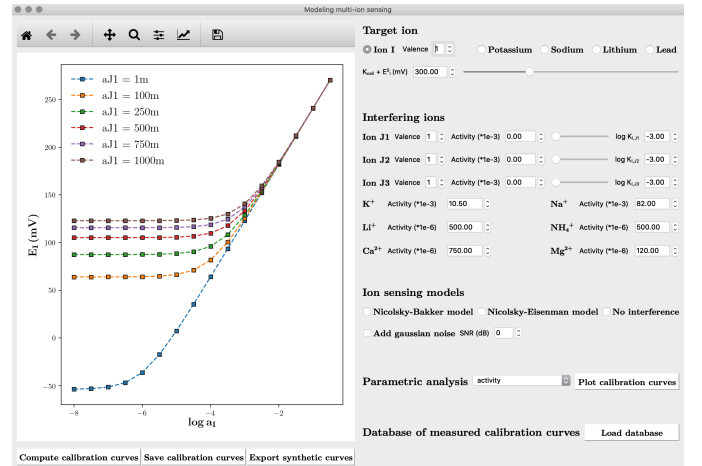 Modeling multi-ion sensing
aJ1 = 1m
aJ1 = 100m
aJ1 = 250m
aJ1 = 500m
aJ1 = 750m
aJ1 = 1000m
E_I (mV)
250
200
150
100
50
0
−50
−8
−6
−4
−2
log a_I
Compute calibration curves Save calibration curves Export synthetic curves
Target ion
Ion I Valence 1 Potassium Sodium Lithium Lead
K_cell + E⁰_I (mV) 300.00
Interfering ions
Ion J1 Valence 1 Activity (*1e-3) 0.00 log K_I,J1 -3.00
Ion J2 Valence 1 Activity (*1e-3) 0.00 log K_I,J2 -3.00
Ion J3 Valence 1 Activity (*1e-3) 0.00 log K_I,J3 -3.00
K⁺ Activity (*1e-3) 10.50 Na⁺ Activity (*1e-3) 82.00
Li⁺ Activity (*1e-6) 500.00 NH₄⁺ Activity (*1e-6) 500.00
Ca²⁺ Activity (*1e-6) 750.00 Mg²⁺ Activity (*1e-6) 120.00
Ion sensing models
Nicolsky-Bakker model Nicolsky-Eisenman model No interference
Add gaussian noise SNR (dB) 0
Parametric analysis activity Plot calibration curves
Database of measured calibration curves Load database